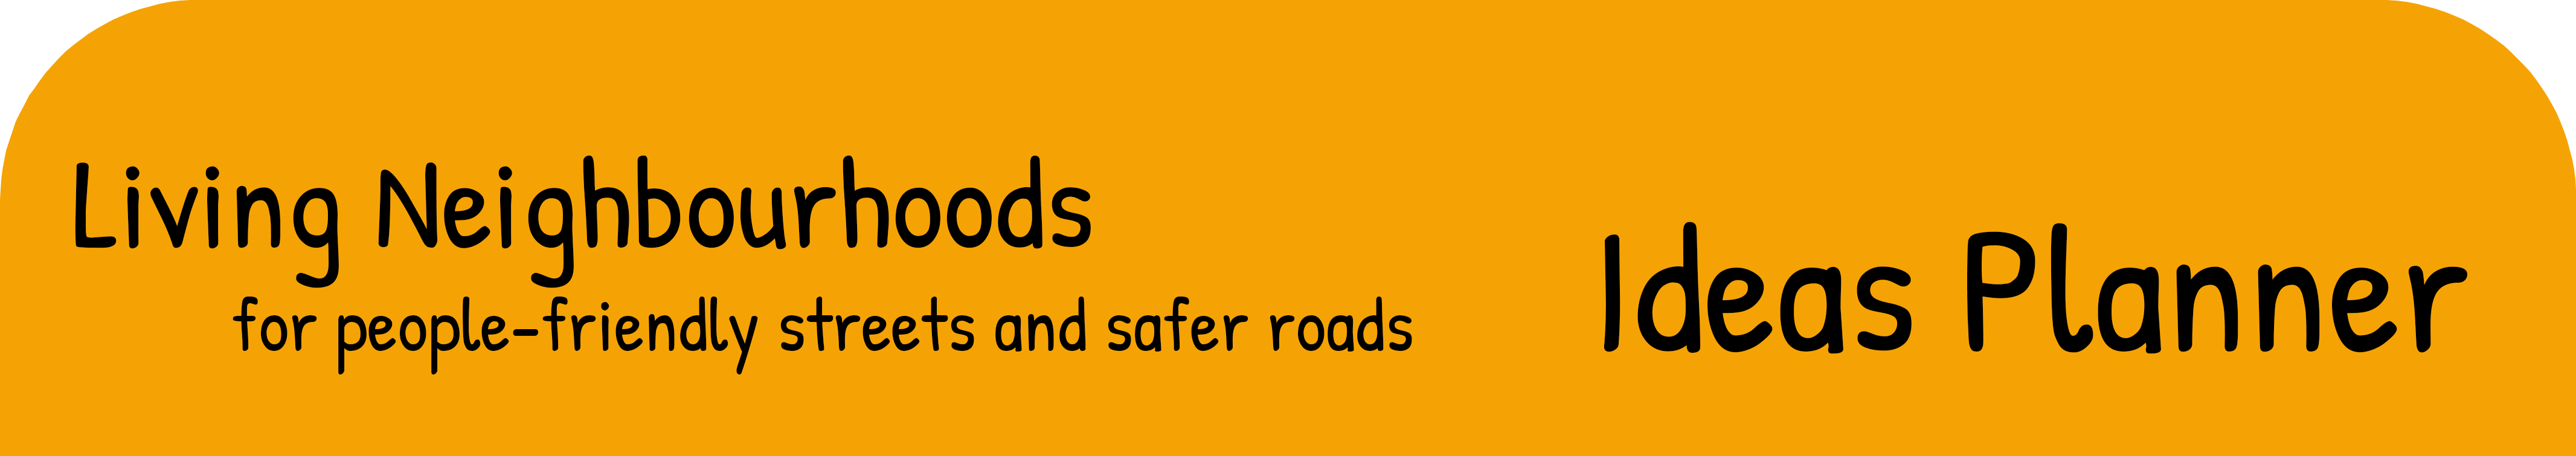 Living Neighbourhoods
for people-friendly streets and safer roads
Ideas Planner